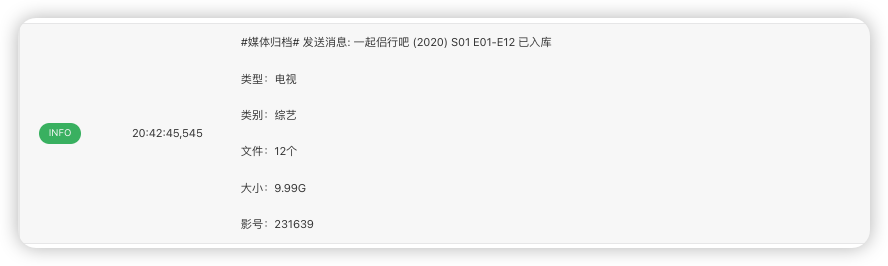 #媒体归档# 发送消息: 一起侣行吧 (2020) S01 E01-E12 已入库
类型：电视
类别：综艺
INFO 20:42:45,545
文件：12个
大小：9.99G
影号：231639